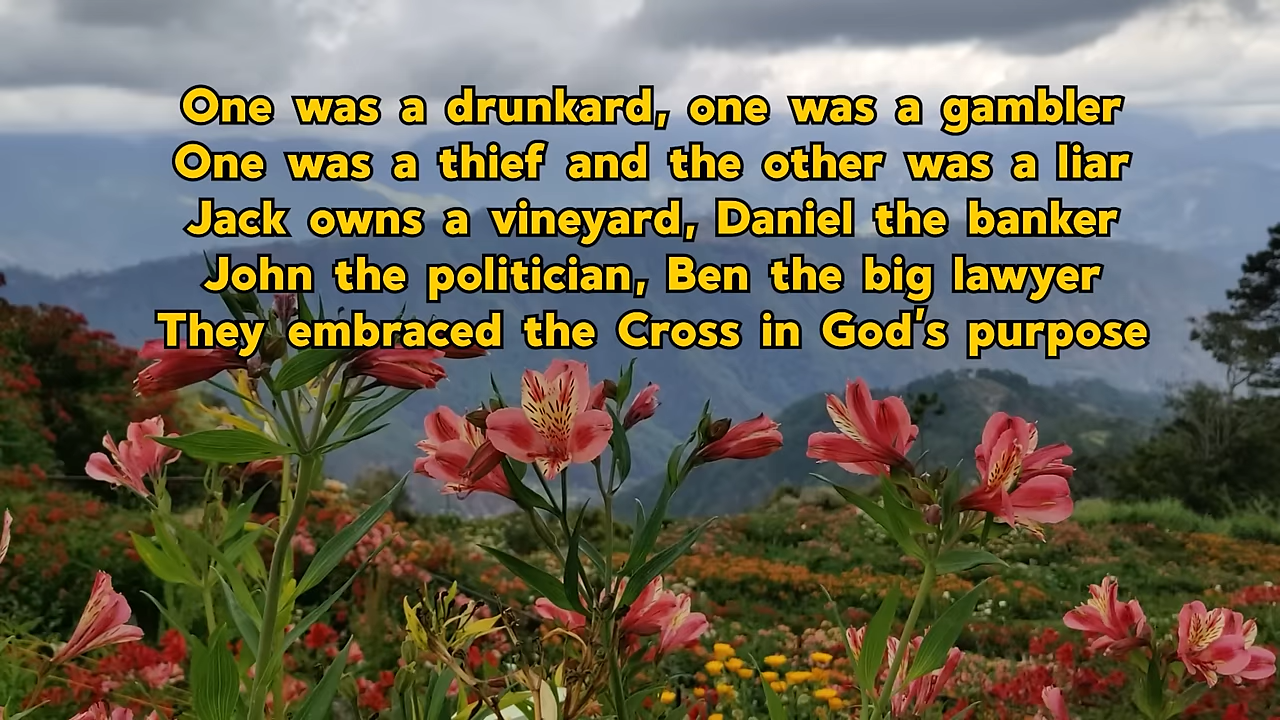 One was a drunkard, one was a gambler
One was a thief and the other was a liar
Jack owns a vineyard, Daniel the banker
John the politician, Ben the big lawyer
They embraced the Cross in God's purpose